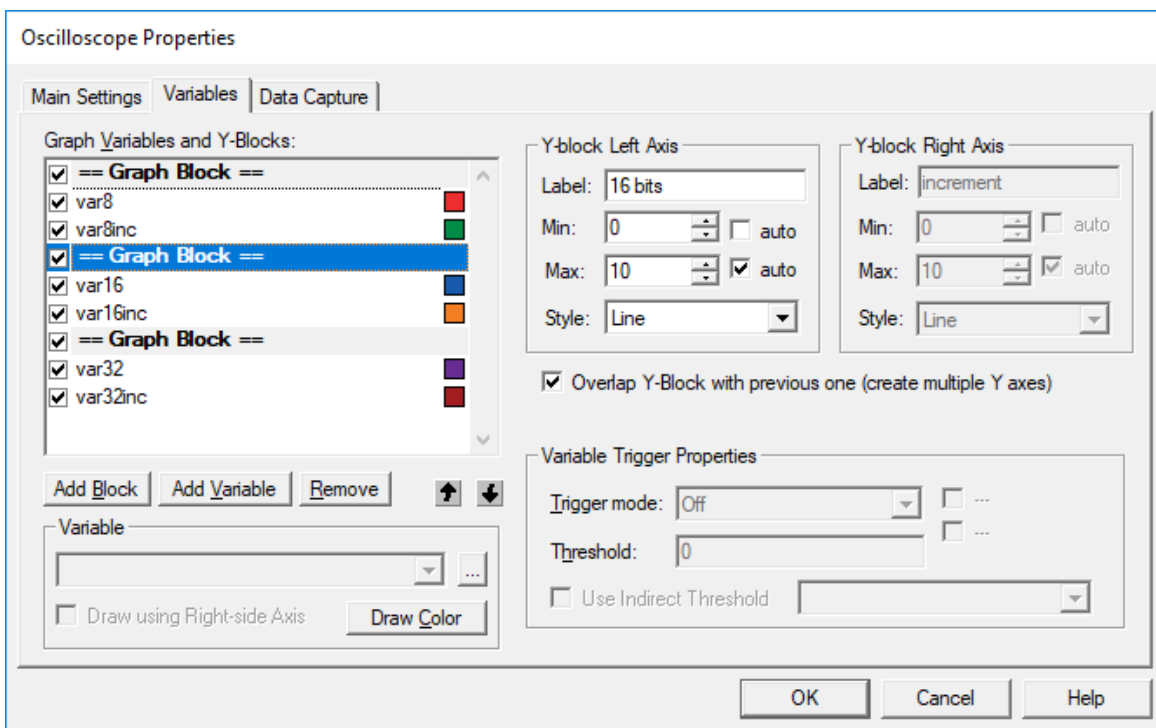 Oscilloscope Properties
Main Settings
Variables
Data Capture
Graph Variables and Y-Blocks:
== Graph Block ==
var8
var8inc
== Graph Block ==
var16
var16inc
== Graph Block ==
var32
var32inc
Add Block
Add Variable
Remove
Variable
...
Draw using Right-side Axis
Draw Color
Y-block Left Axis
Label: 16 bits
Min: 0 auto
Max: 10 auto
Style: Line
Y-block Right Axis
Label: increment
Min: 0 auto
Max: 10 auto
Style: Line
Overlap Y-Block with previous one (create multiple Y axes)
Variable Trigger Properties
Trigger mode: Off ---
Threshold: 0 ---
Use Indirect Threshold
OK
Cancel
Help